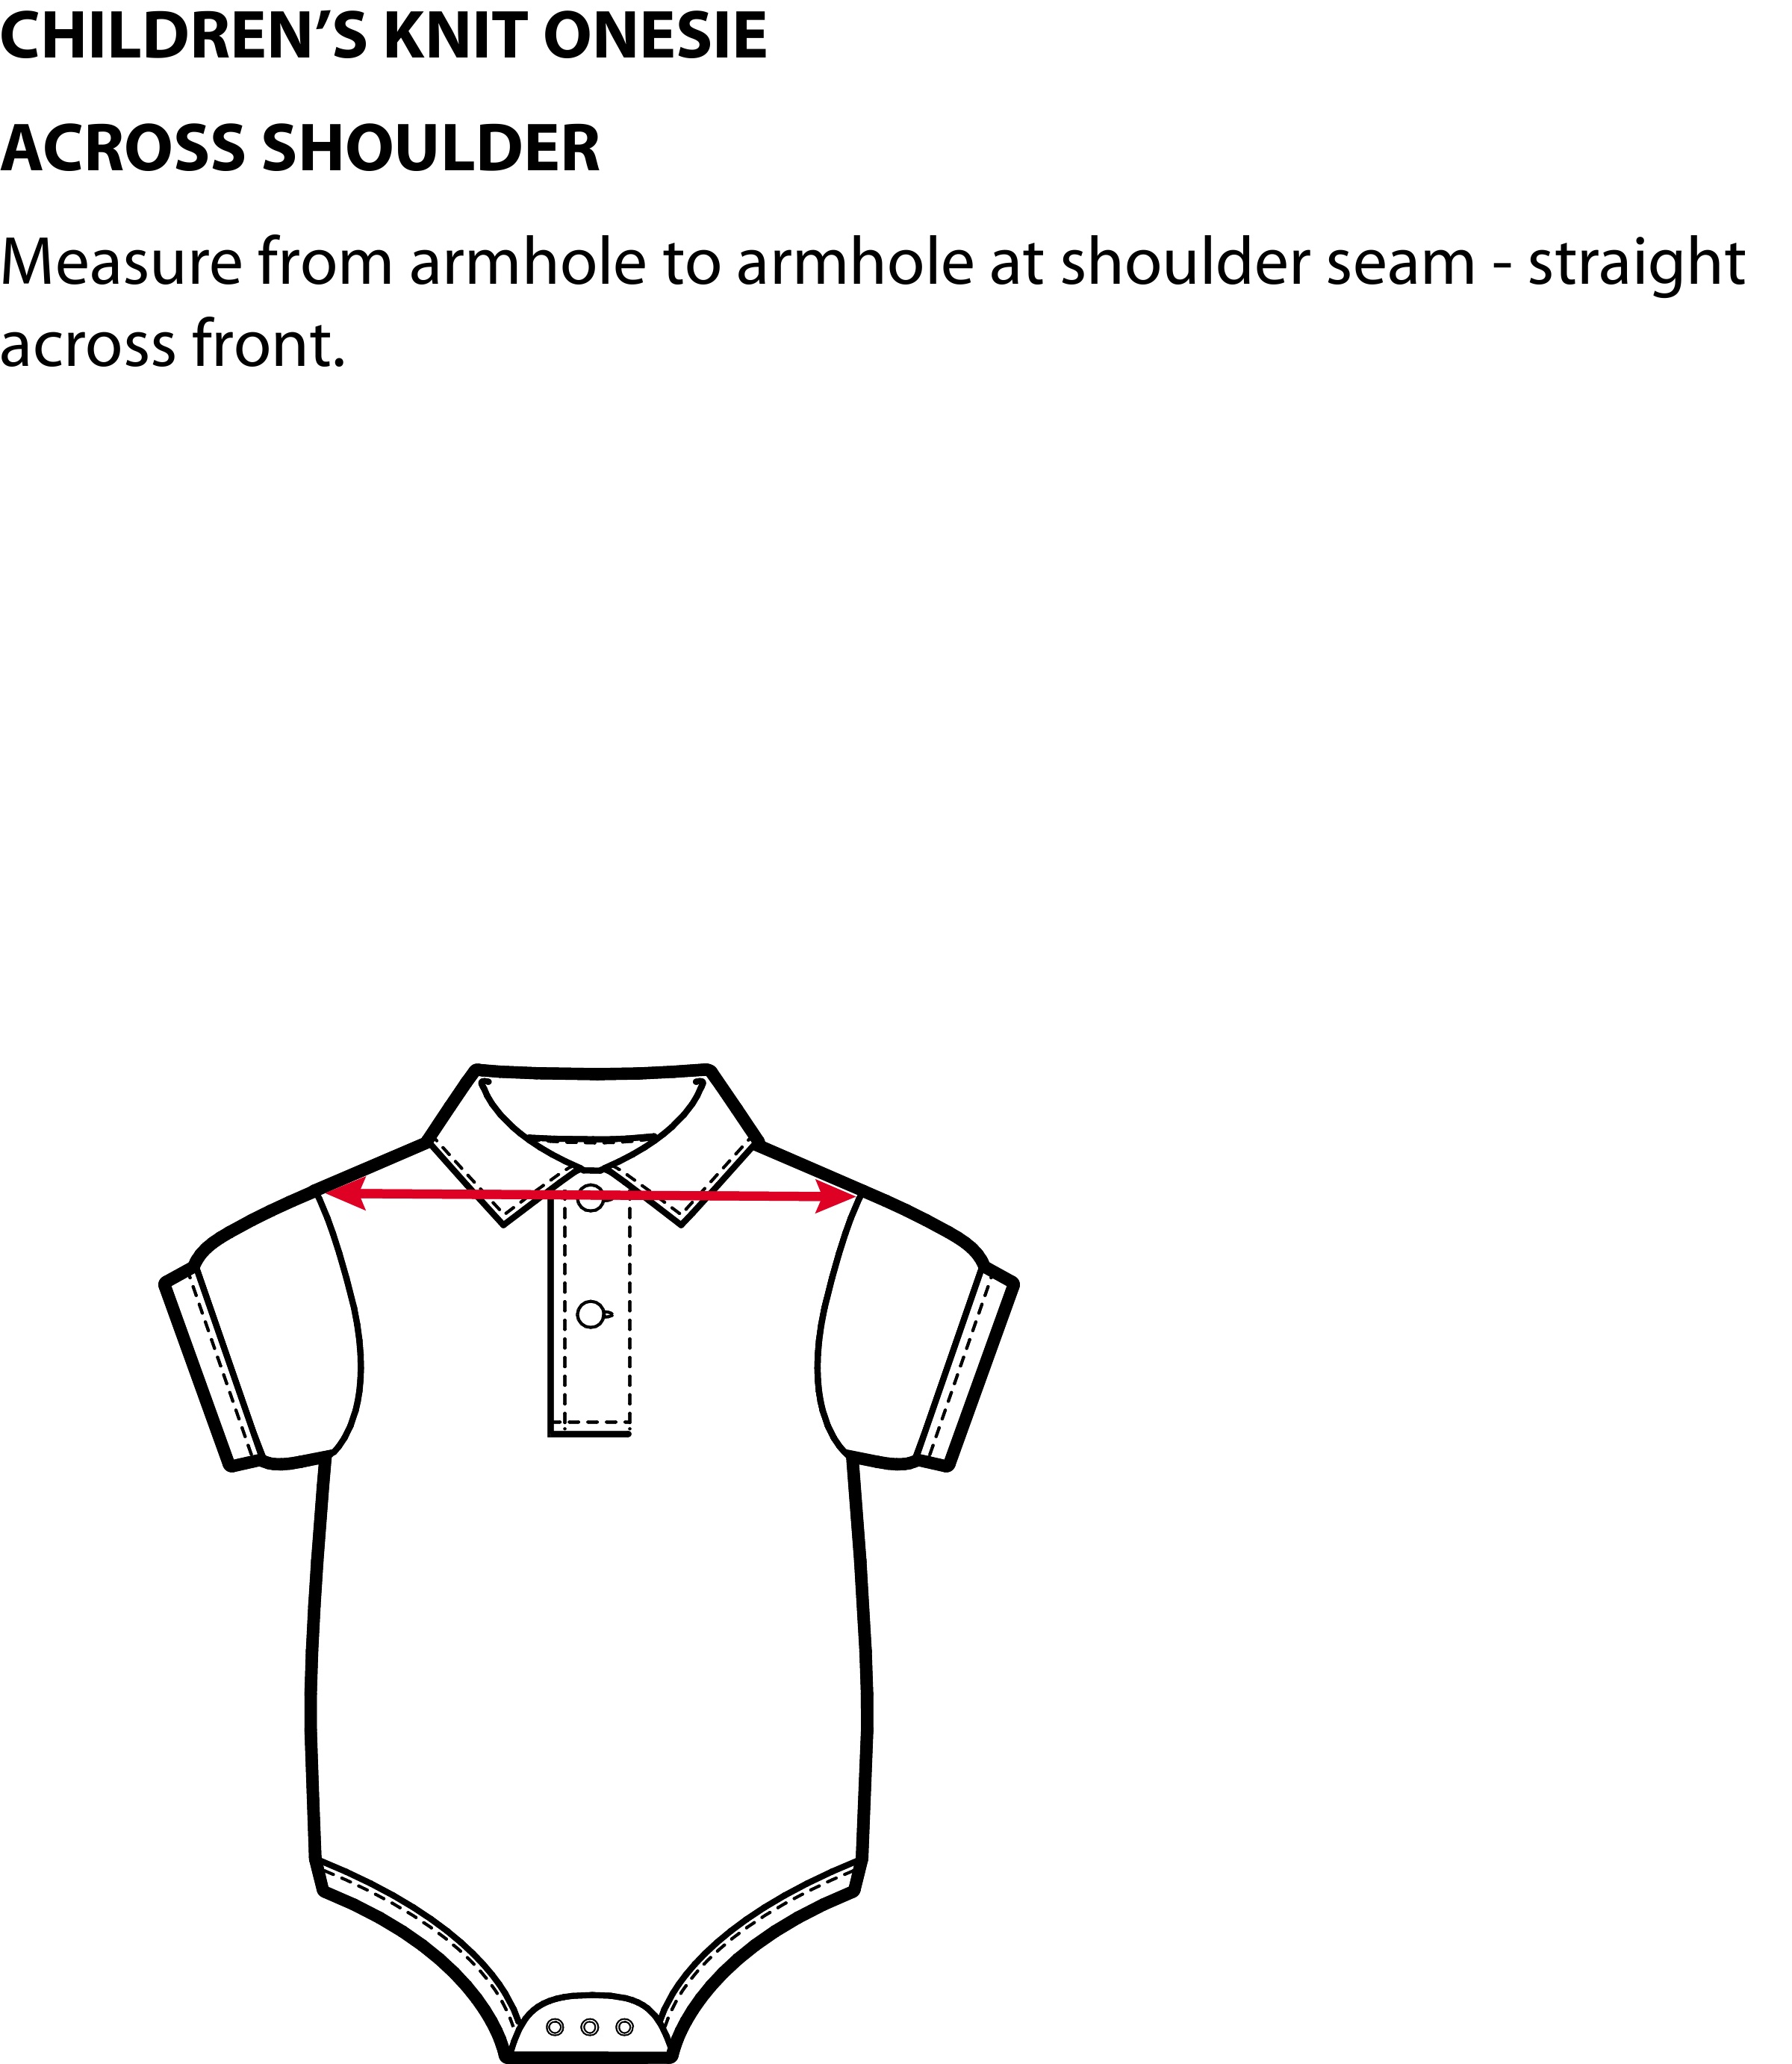 CHILDREN’S KNIT ONESIE
ACROSS SHOULDER
Measure from armhole to armhole at shoulder seam - straight
across front.